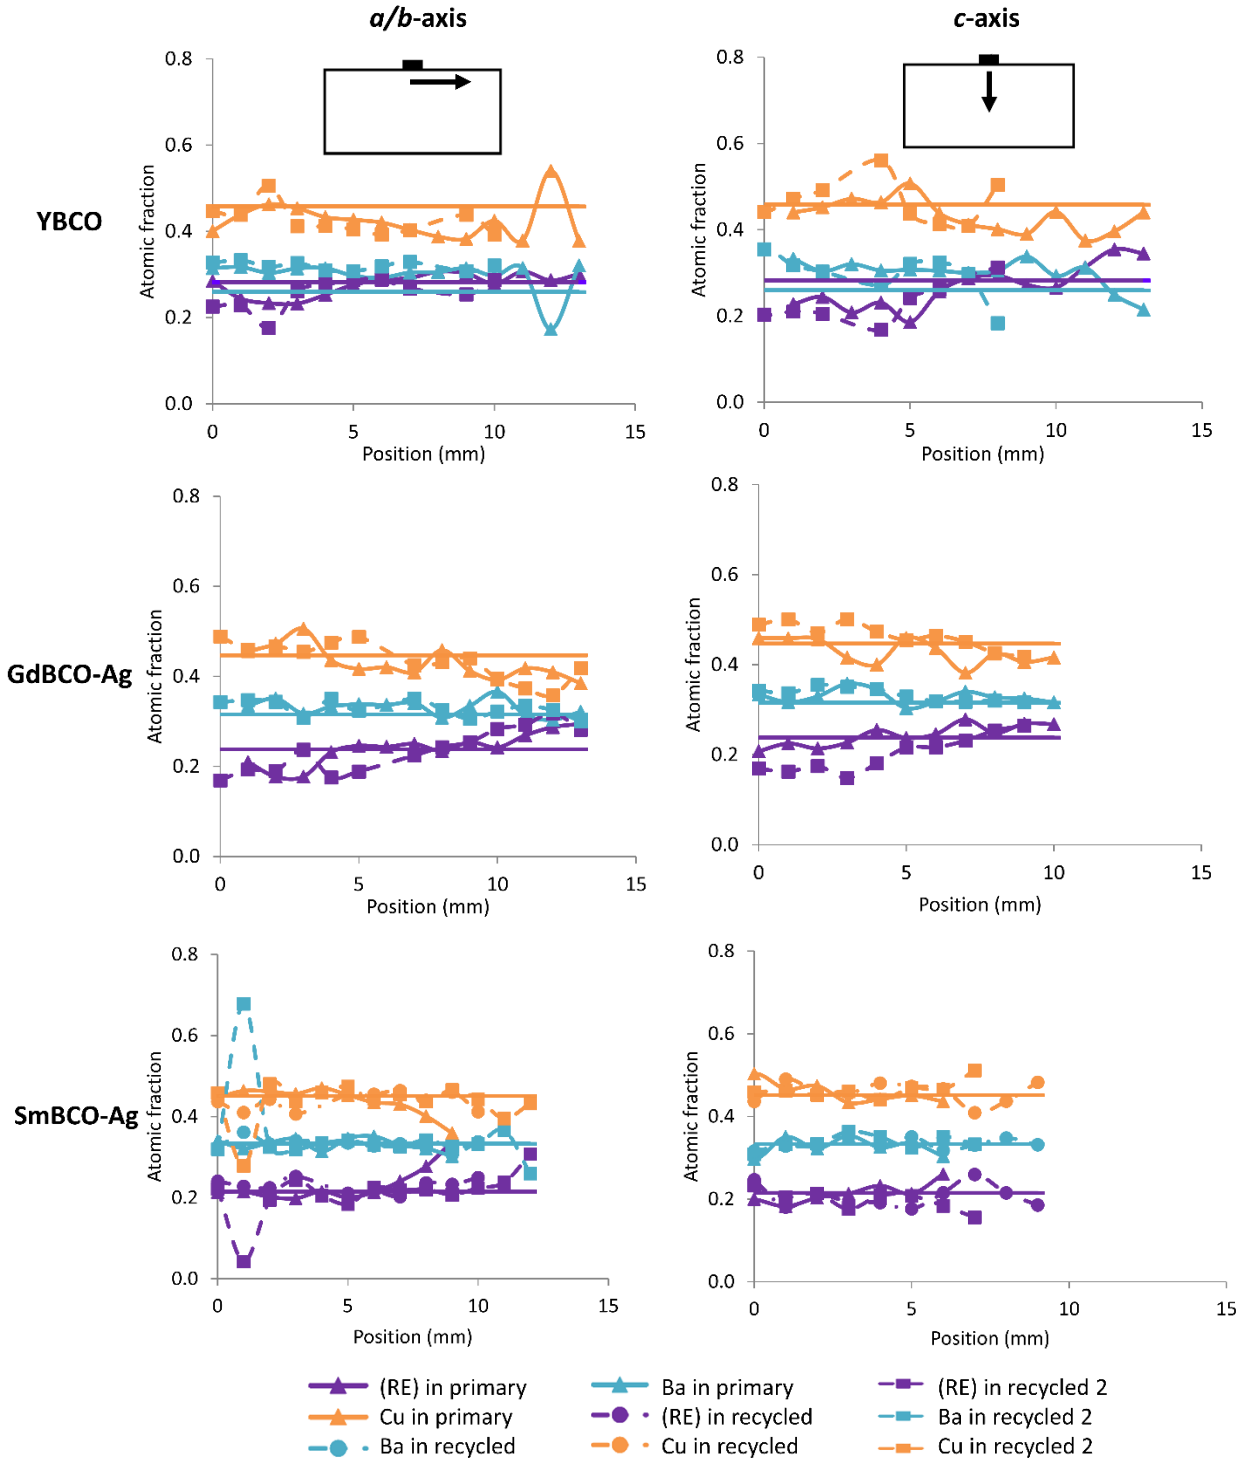 a/b-axis
c-axis
YBCO
Atomic fraction
0.8
0.6
0.4
0.2
0.0
0
5
10
15
Position (mm)
Atomic fraction
0.8
0.6
0.4
0.2
0.0
0
5
10
15
Position (mm)
GdBCO-Ag
Atomic fraction
0.8
0.6
0.4
0.2
0.0
0
5
10
15
Position (mm)
Atomic fraction
0.8
0.6
0.4
0.2
0.0
0
5
10
15
Position (mm)
SmBCO-Ag
Atomic fraction
0.8
0.6
0.4
0.2
0.0
0
5
10
15
Position (mm)
Atomic fraction
0.8
0.6
0.4
0.2
0.0
0
5
10
15
Position (mm)
(RE) in primary
Ba in primary
(RE) in recycled 2
Cu in primary
(RE) in recycled
Ba in recycled 2
Ba in recycled
Cu in recycled
Cu in recycled 2